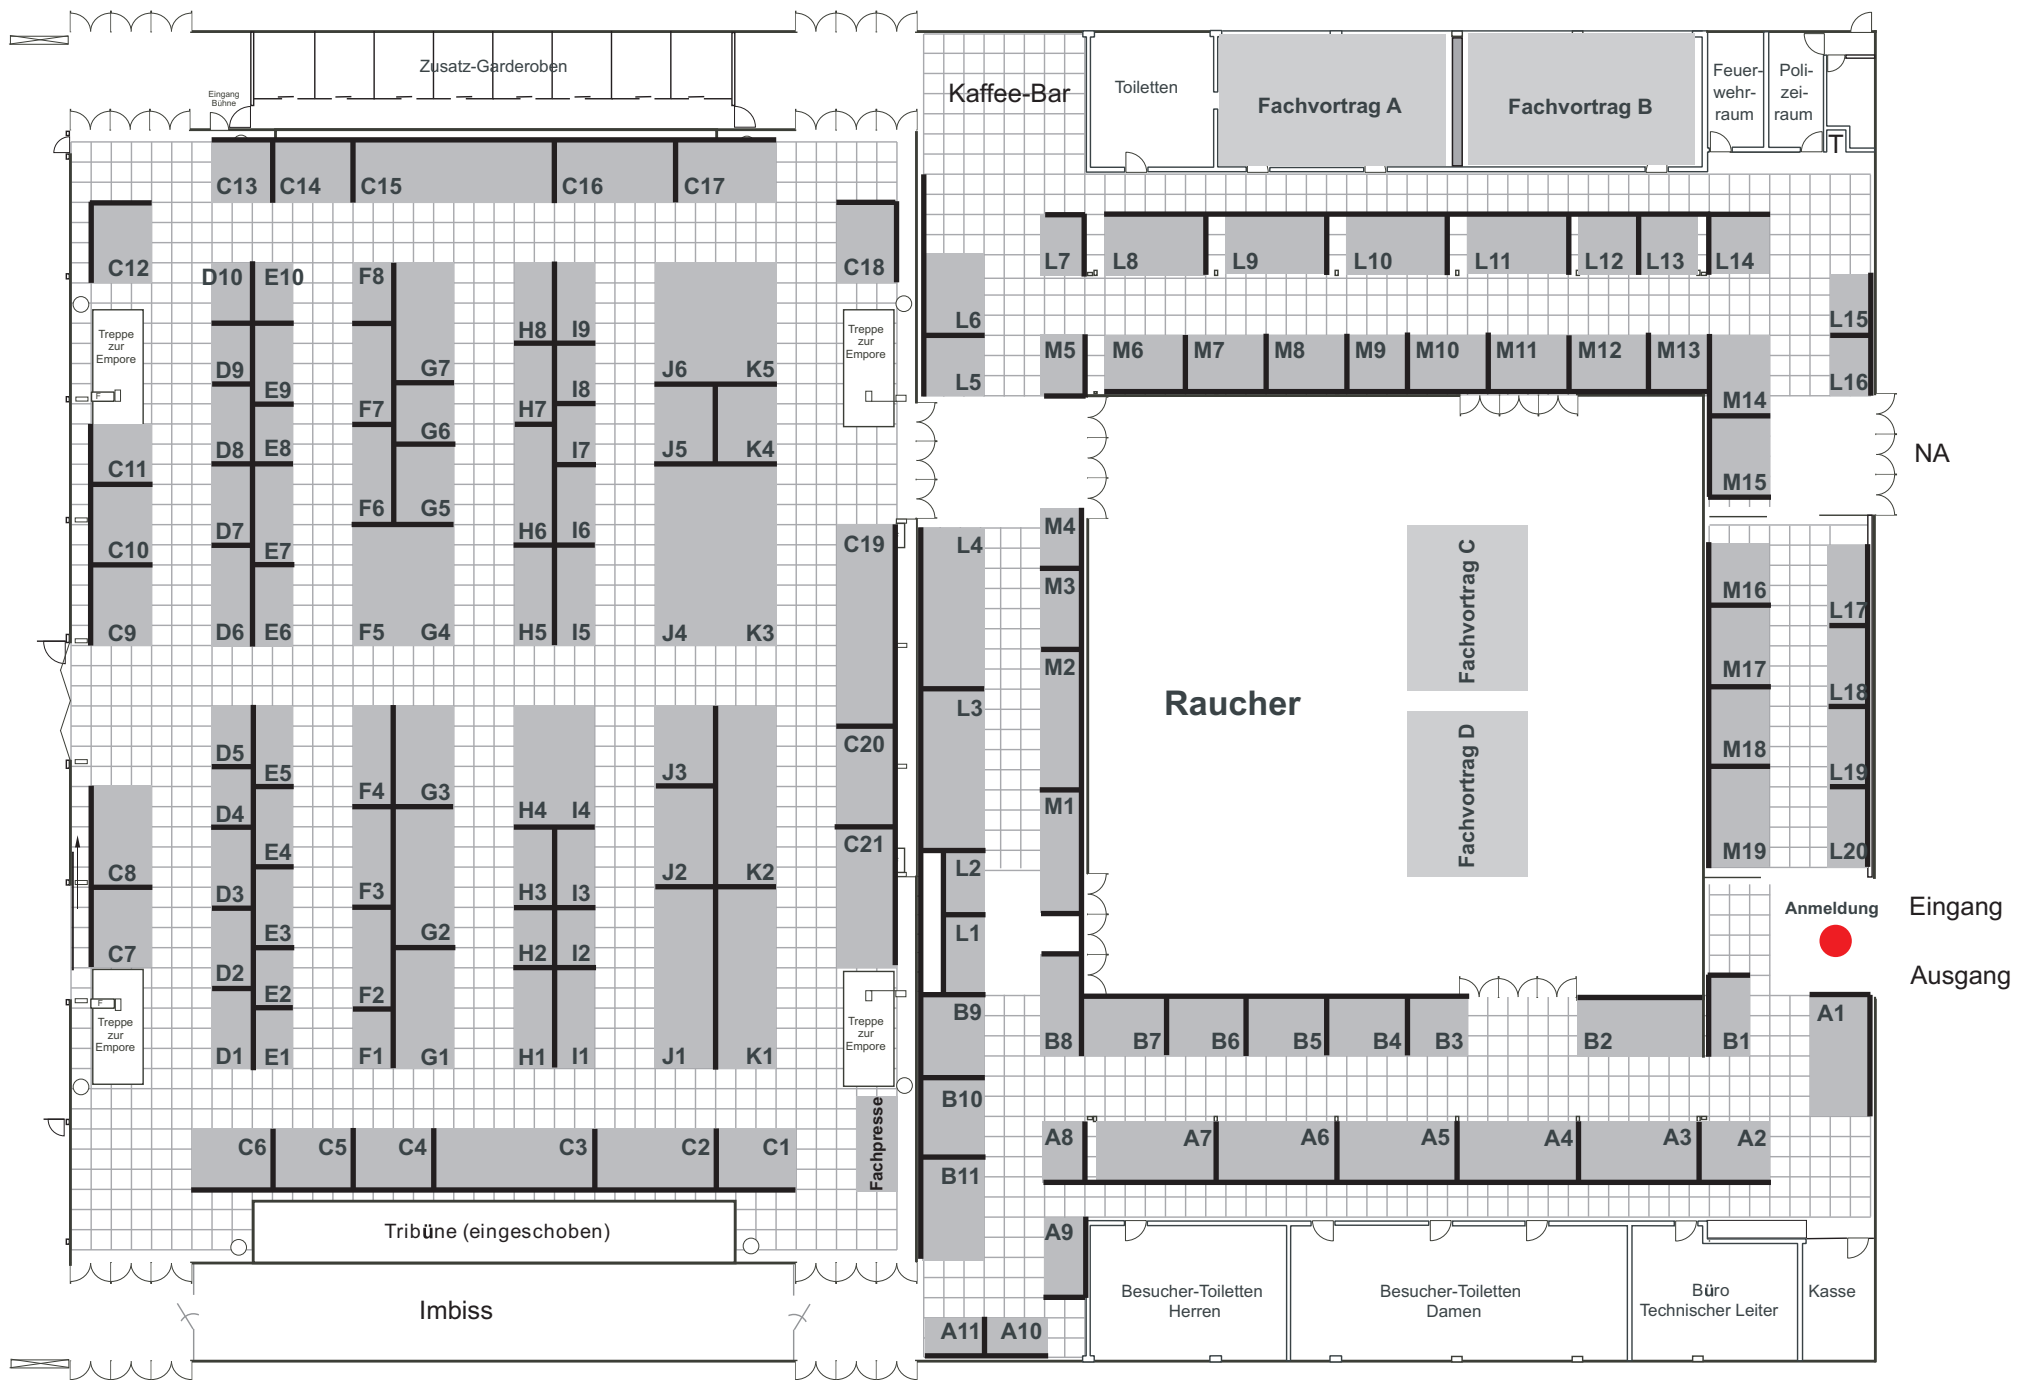 Zusatz-Garderoben
Eingang
Bühne
Kaffee-Bar
Toiletten
Fachvortrag A
Fachvortrag B
Feuer-
wehr-
raum
Poli-
zei-
raum
T
C13 C14 C15 C16 C17
C12
C18
L7 L8 L9 L10 L11 L12 L13 L14
D10 E10 F8
H8 I9
L6
L15
Treppe
zur
Empore
F
Treppe
zur
Empore
M5 M6 M7 M8 M9 M10 M11 M12 M13
D9 E9 G7 I8 J6 K5
L5
L16
F7 H7
M14
G6
D8 E8 I7 J5 K4
NA
C11
M15
F6 G5
D7 H6 I6
M4
C10 E7
C19 L4
M3
Fachvortrag C
M16
L17
C9 D6 E6 F5 G4 H5 I5 J4 K3
M2
M17
L18
Raucher
L3
D5 E5 J3
C20
M18
L19
F4 G3
M1
D4 H4 I4
C21
Fachvortrag D
E4
M19
L20
C8 D3 F3 H3 I3 J2 K2
L2
Anmeldung
Eingang
E3 G2
L1
C7 D2 H2 I2
Ausgang
E2 F2
F
B9
A1
Treppe
zur
Empore
Treppe
zur
Empore
D1 E1 F1 G1 H1 I1 J1 K1
B8 B7 B6 B5 B4 B3 B2 B1
B10
Fachpresse
C6 C5 C4 C3 C2 C1
A8 A7 A6 A5 A4 A3 A2
B11
Tribüne (eingeschoben)
A9
Imbiss
Besucher-Toiletten
Herren
Besucher-Toiletten
Damen
Büro
Technischer Leiter
Kasse
A11 A10